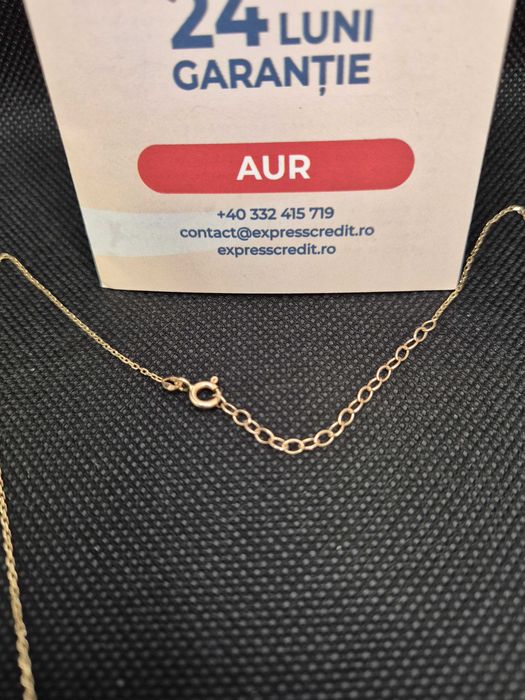 24 LUNI
GARANȚIE
AUR
+40 332 415 719
contact@expresscredit.ro
expresscredit.ro